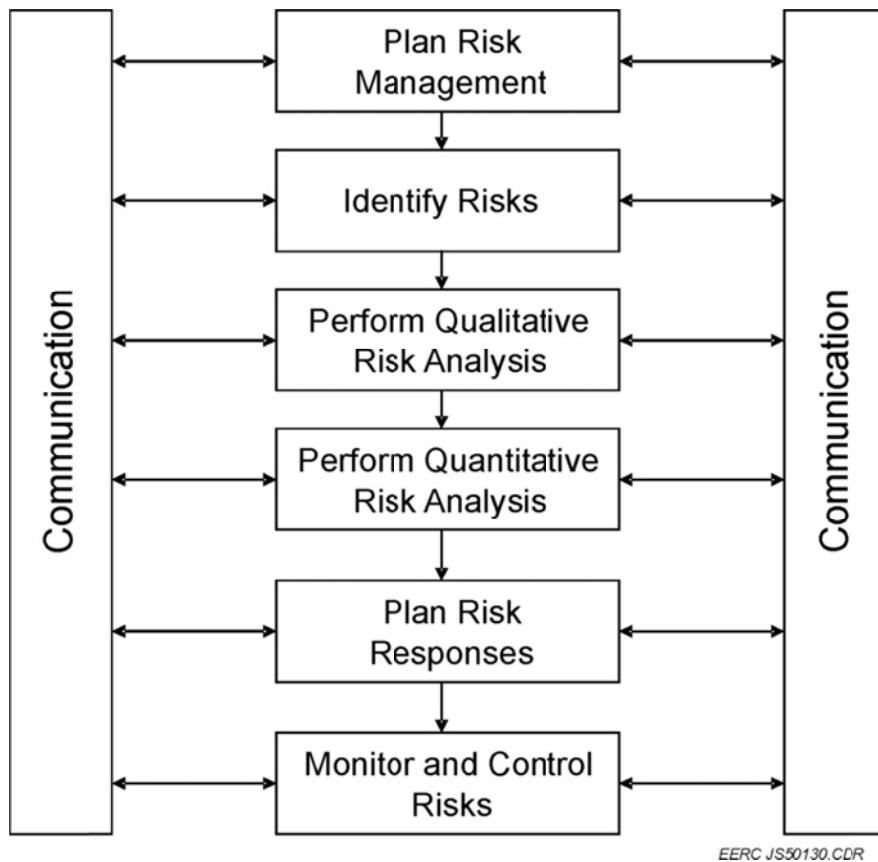 Communication
Plan Risk
Management
Identify Risks
Perform Qualitative
Risk Analysis
Perform Quantitative
Risk Analysis
Plan Risk
Responses
Monitor and Control
Risks
Communication
EERC JS50130.CDR